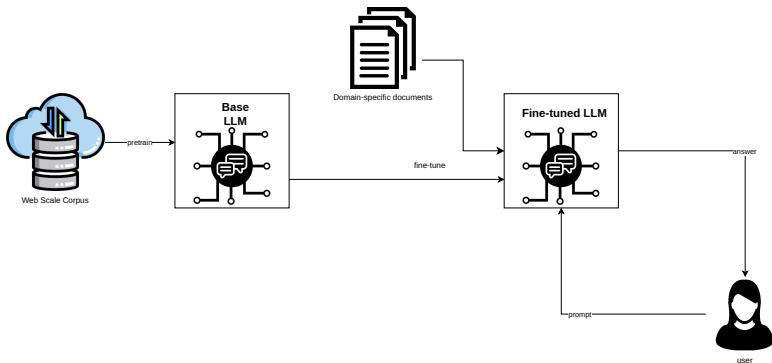 Domain-specific documents
Base
LLM
Fine-tuned LLM
pretrain
answer
fine-tune
Web Scale Corpus
prompt
user